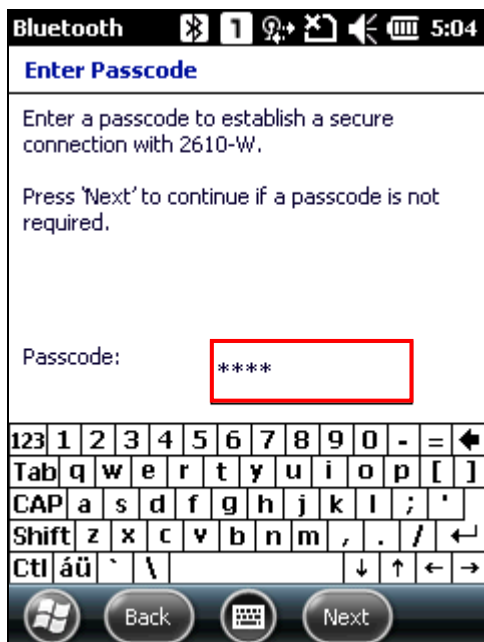 Bluetooth 1 5:04
Enter Passcode
Enter a passcode to establish a secure
connection with 2610-W.
Press 'Next' to continue if a passcode is not
required.
Passcode: ****
123 1 2 3 4 5 6 7 8 9 0 - =
Tab q w e r t y u i o p [ ]
CAP a s d f g h j k l ; '
Shift z x c v b n m , . /
Ctl áü ` \
Back Next